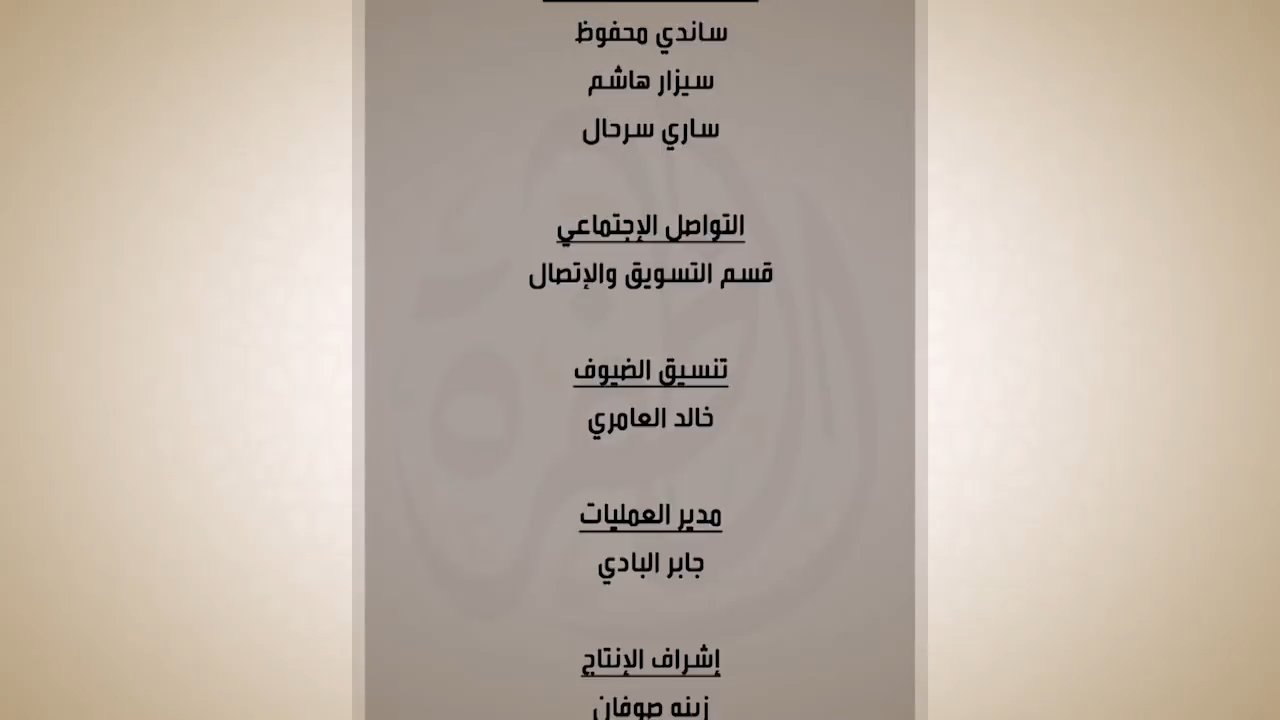 ساندي محفوظ
سيزار هاشم
ساري سرحال
التواصل الإجتماعي
قسم التسويق والإتصال
تنسيق الضيوف
خالد العامري
مدير العمليات
جابر البادي
إشراف الإنتاج
زينه صوفان